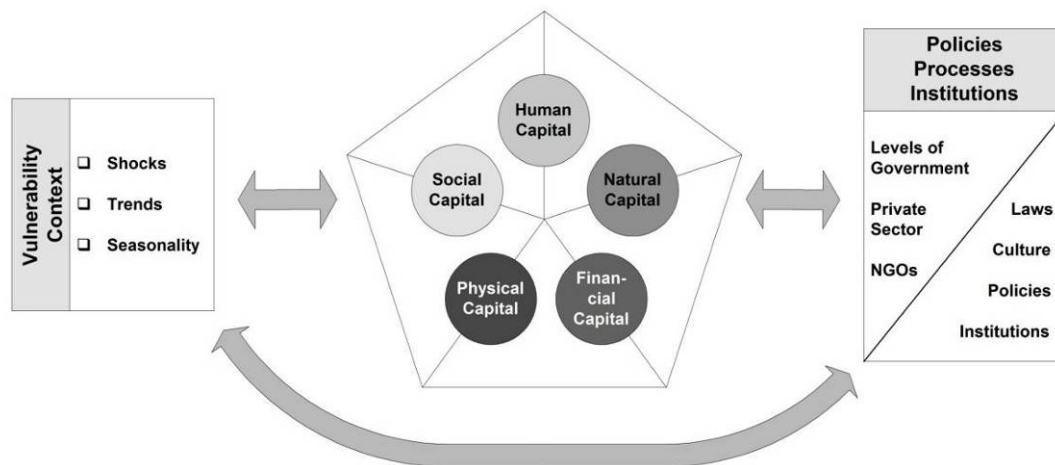 Vulnerability
Context
Shocks
Trends
Seasonality
Human
Capital
Social
Capital
Natural
Capital
Physical
Capital
Finan-
cial
Capital
Policies
Processes
Institutions
Levels of
Government
Private
Sector
NGOs
Laws
Culture
Policies
Institutions